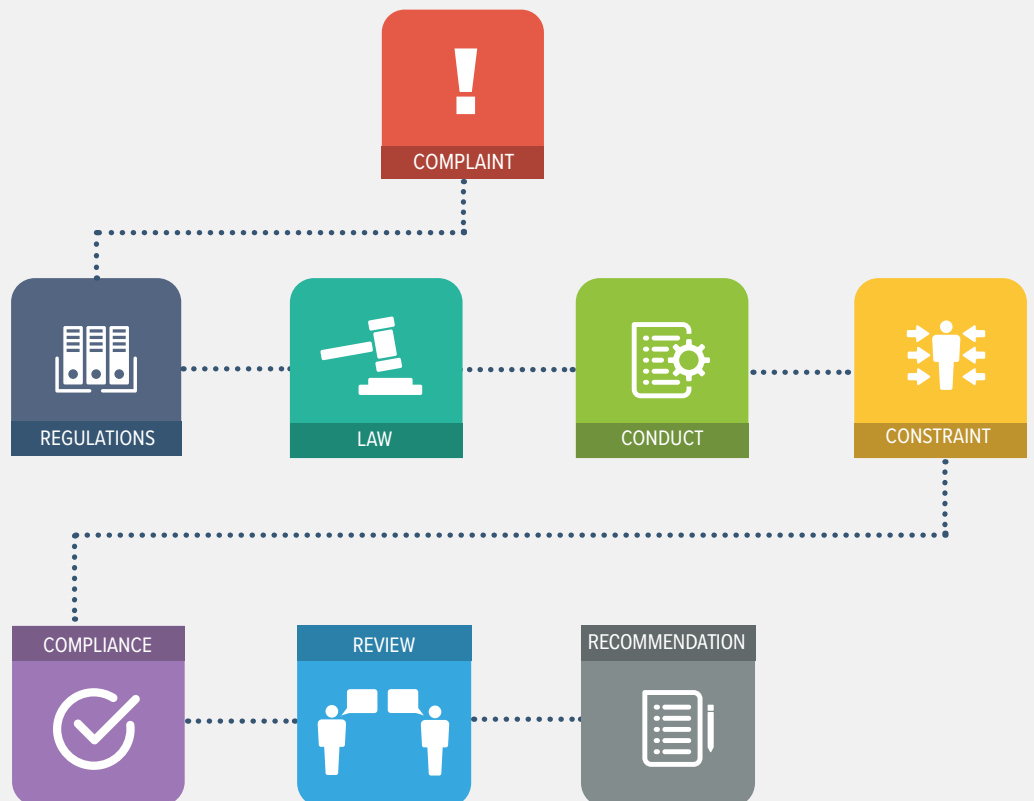 COMPLAINT
REGULATIONS
LAW
CONDUCT
CONSTRAINT
COMPLIANCE
REVIEW
RECOMMENDATION